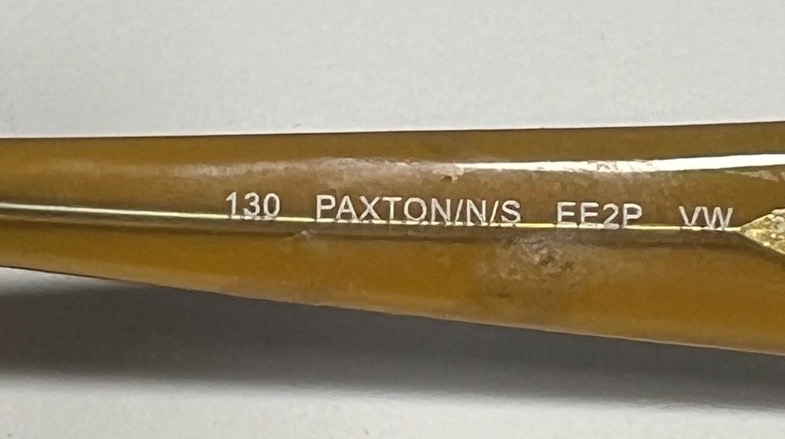 130 PAXTON/N/S EE2P VW